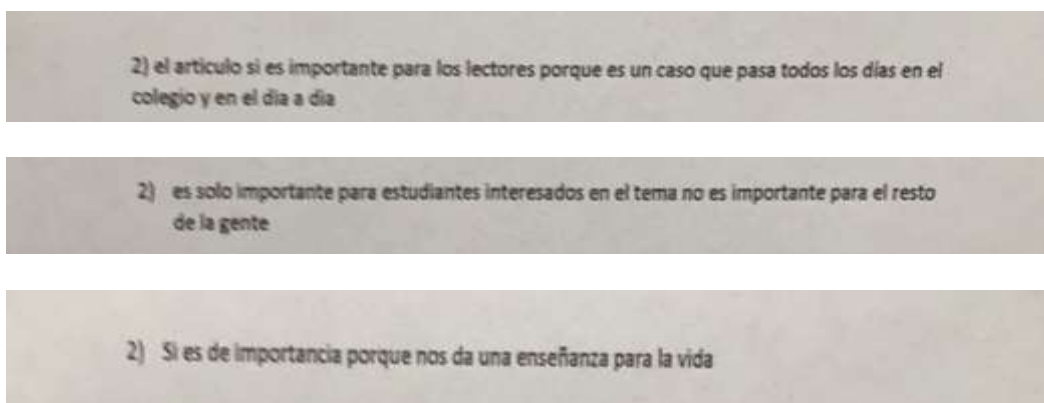 2) el articulo si es importante para los lectores porque es un caso que pasa todos los días en el
colegio y en el dia a dia
2) es solo importante para estudiantes interesados en el tema no es importante para el resto
de la gente
2) Si es de importancia porque nos da una enseñanza para la vida